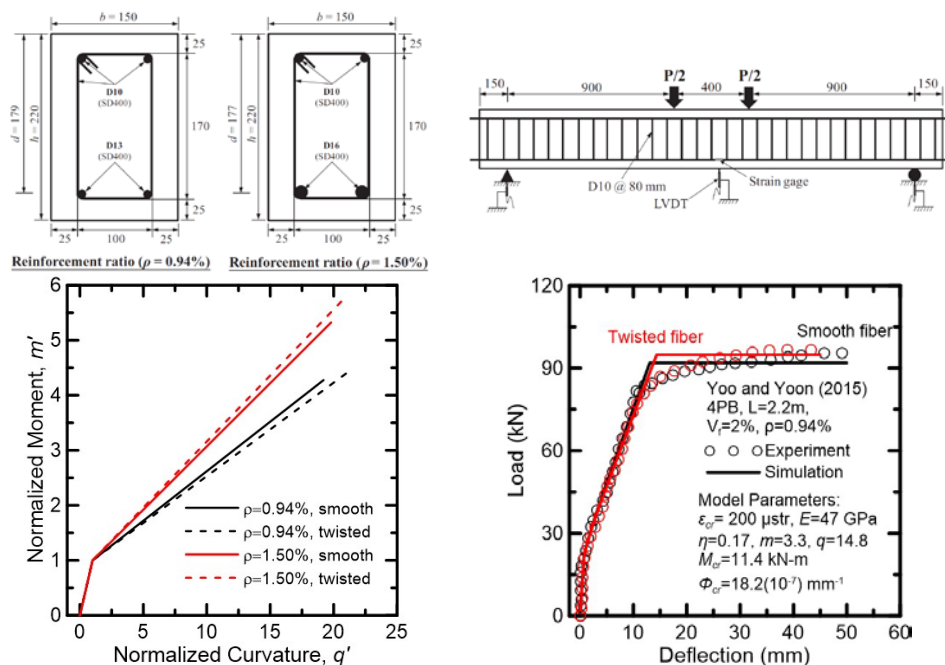 b = 150
25
D10
(SD400)
d = 179
h = 220
170
D13
(SD400)
25
25
100
25
Reinforcement ratio (ρ = 0.94%)
b = 150
25
D10
(SD400)
d = 177
h = 220
170
D16
(SD400)
25
25
100
25
Reinforcement ratio (ρ = 1.50%)
P/2
P/2
150
900
400
900
150
D10 @ 80 mm
Strain gage
LVDT
Normalized Moment, m'
6
5
4
3
2
1
0
ρ=0.94%, smooth
ρ=0.94%, twisted
ρ=1.50%, smooth
ρ=1.50%, twisted
0
5
10
15
20
25
Normalized Curvature, q'
Load (kN)
120
90
60
30
0
Twisted fiber
Smooth fiber
Yoo and Yoon (2015)
4PB, L=2.2m,
Vf=2%, ρ=0.94%
Experiment
Simulation
Model Parameters:
εcr= 200 μstr, E=47 GPa
η=0.17, m=3.3, q=14.8
Mcr=11.4 kN-m
Φcr=18.2(10⁻⁷) mm⁻¹
0
10
20
30
40
50
60
Deflection (mm)